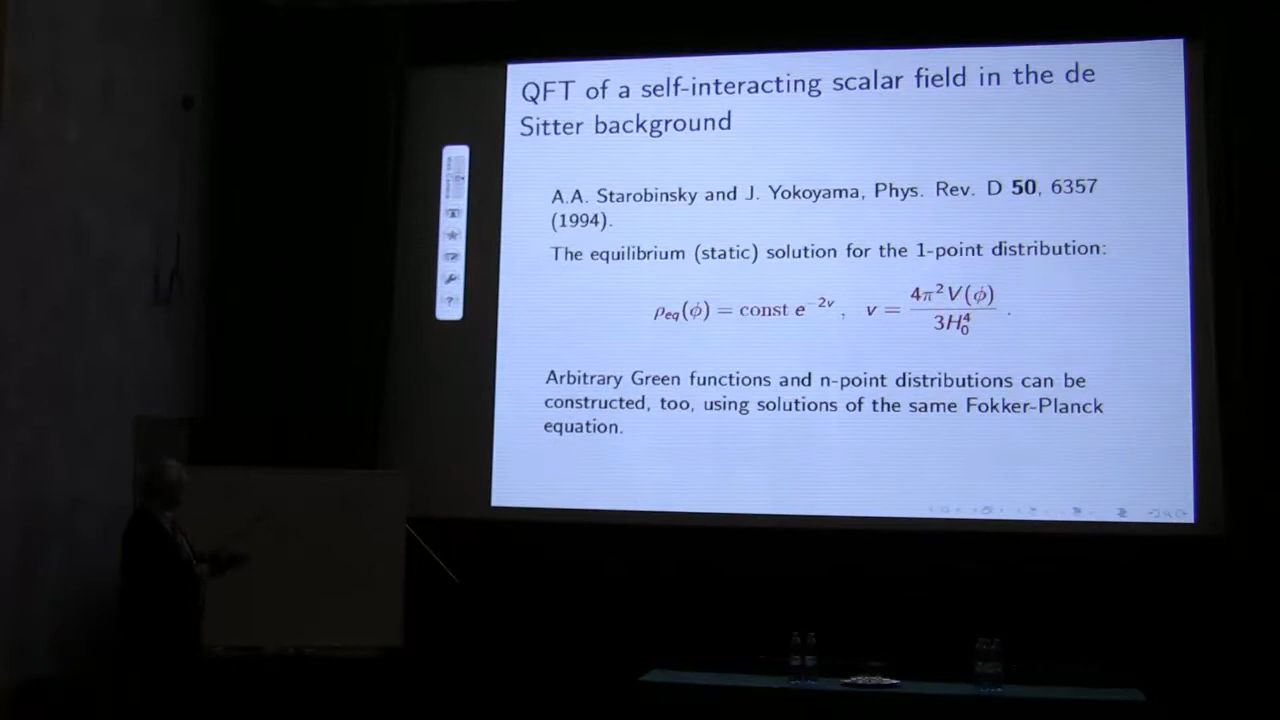 QFT of a self-interacting scalar field in the de
Sitter background
A.A. Starobinsky and J. Yokoyama, Phys. Rev. D 50, 6357
(1994).
The equilibrium (static) solution for the 1-point distribution:
ρ_eq(ϕ) = const e^{−2v} , v = 4π²V(ϕ) / 3H₀⁴ .
Arbitrary Green functions and n-point distributions can be
constructed, too, using solutions of the same Fokker-Planck
equation.
?